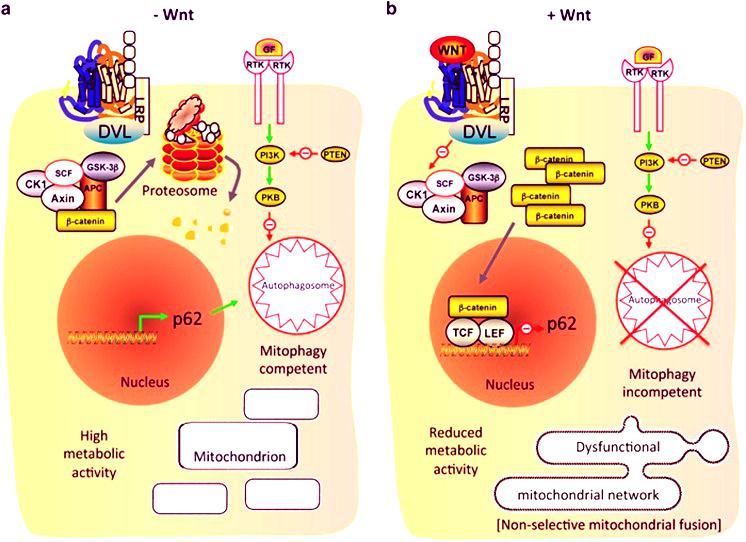 a
- Wnt
GF
RTK
RTK
LRP
DVL
PI3K
PTEN
PKB
SCF
GSK-3β
CK1
APC
Axin
β-catenin
Proteosome
Autophagosome
p62
Nucleus
Mitophagy
competent
High
metabolic
activity
Mitochondrion
b
+ Wnt
WNT
GF
RTK
RTK
LRP
DVL
β-catenin
β-catenin
β-catenin
β-catenin
PI3K
PTEN
PKB
SCF
GSK-3β
CK1
APC
Axin
Autophagosome
β-catenin
TCF
LEF
p62
Nucleus
Mitophagy
incompetent
Reduced
metabolic
activity
Dysfunctional
mitochondrial network
[Non-selective mitochondrial fusion]